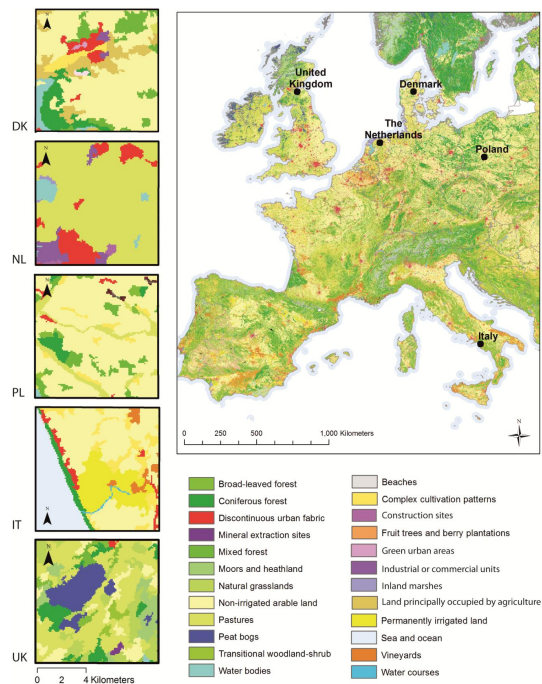 DK
N
NL
N
PL
N
IT
N
UK
N
0 2 4 Kilometers
United
Kingdom
Denmark
The
Netherlands
Poland
Italy
0 250 500 1,000 Kilometers
N
Broad-leaved forest
Coniferous forest
Discontinuous urban fabric
Mineral extraction sites
Mixed forest
Moors and heathland
Natural grasslands
Non-irrigated arable land
Pastures
Peat bogs
Transitional woodland-shrub
Water bodies
Beaches
Complex cultivation patterns
Construction sites
Fruit trees and berry plantations
Green urban areas
Industrial or commercial units
Inland marshes
Land principally occupied by agriculture
Permanently irrigated land
Sea and ocean
Vineyards
Water courses